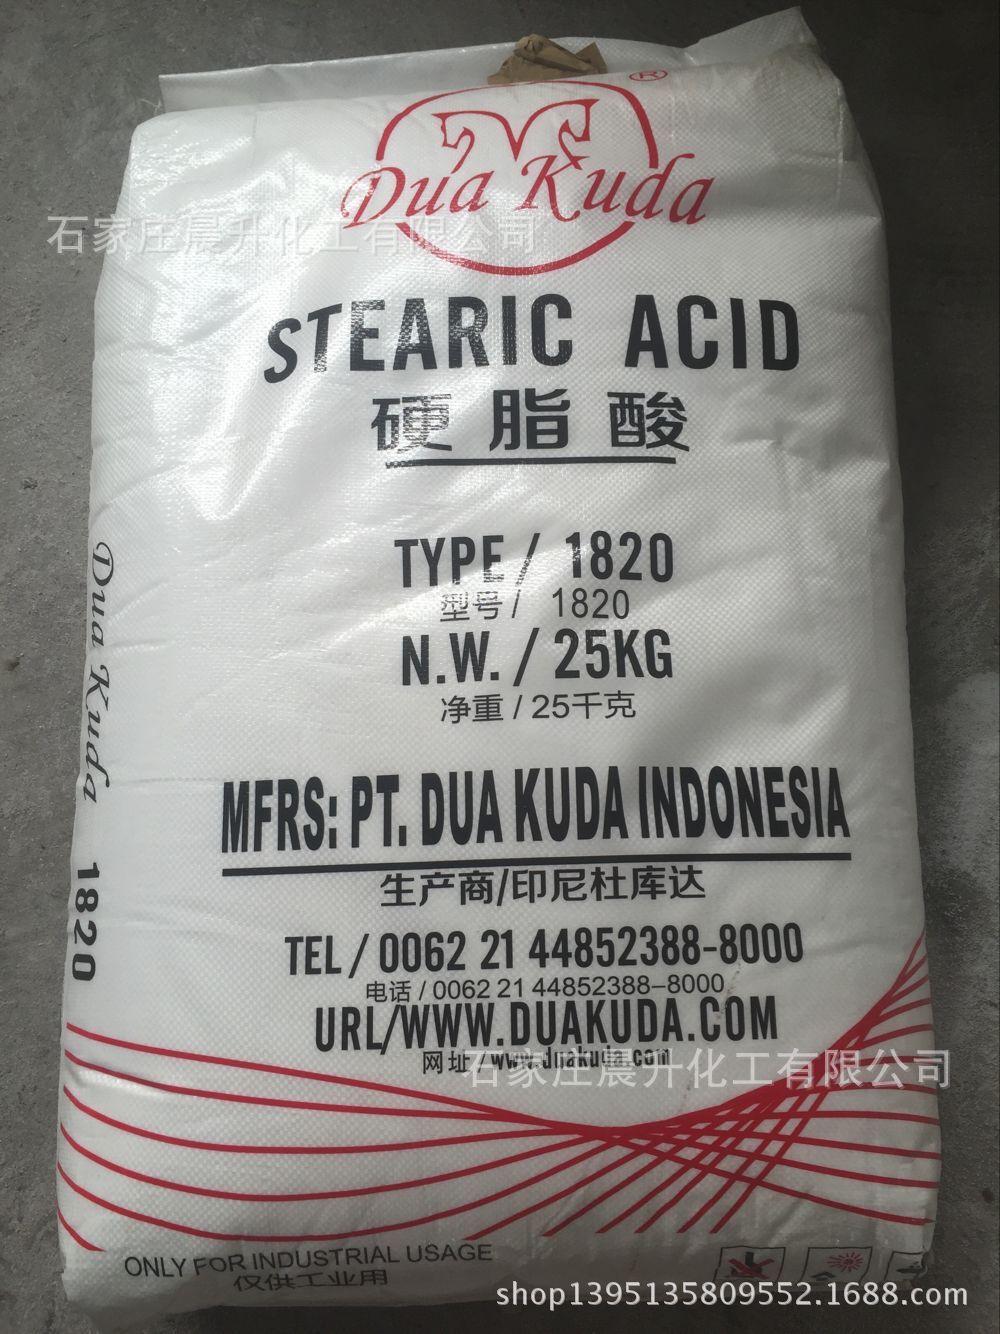 ®
Dua Kuda
石家庄晨升化工有限公司
STEARIC ACID
硬脂酸
TYPE / 1820
型号 / 1820
N.W. / 25KG
净重 / 25千克
Dua Kuda 1820
MFRS: PT. DUA KUDA INDONESIA
生产商/印尼杜库达
TEL / 0062 21 44852388-8000
电话 / 0062 21 44852388-8000
URL/WWW.DUAKUDA.COM
网址 / www.duakuda.com
石家庄晨升化工有限公司
ONLY FOR INDUSTRIAL USAGE
仅供工业用
shop1395135809552.1688.com